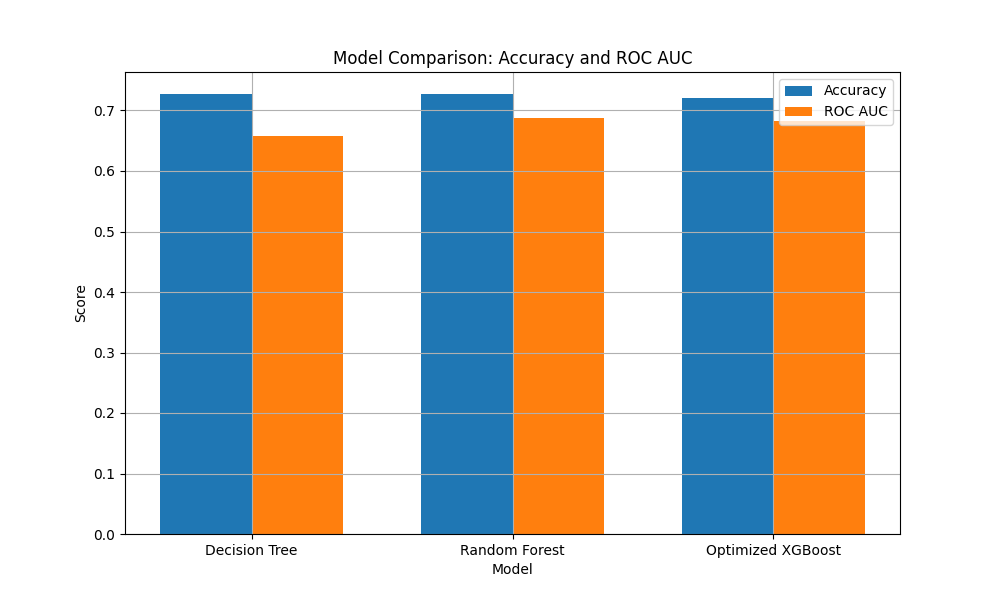 Model Comparison: Accuracy and ROC AUC
Accuracy
ROC AUC
Score
0.7
0.6
0.5
0.4
0.3
0.2
0.1
0.0
Decision Tree
Random Forest
Optimized XGBoost
Model